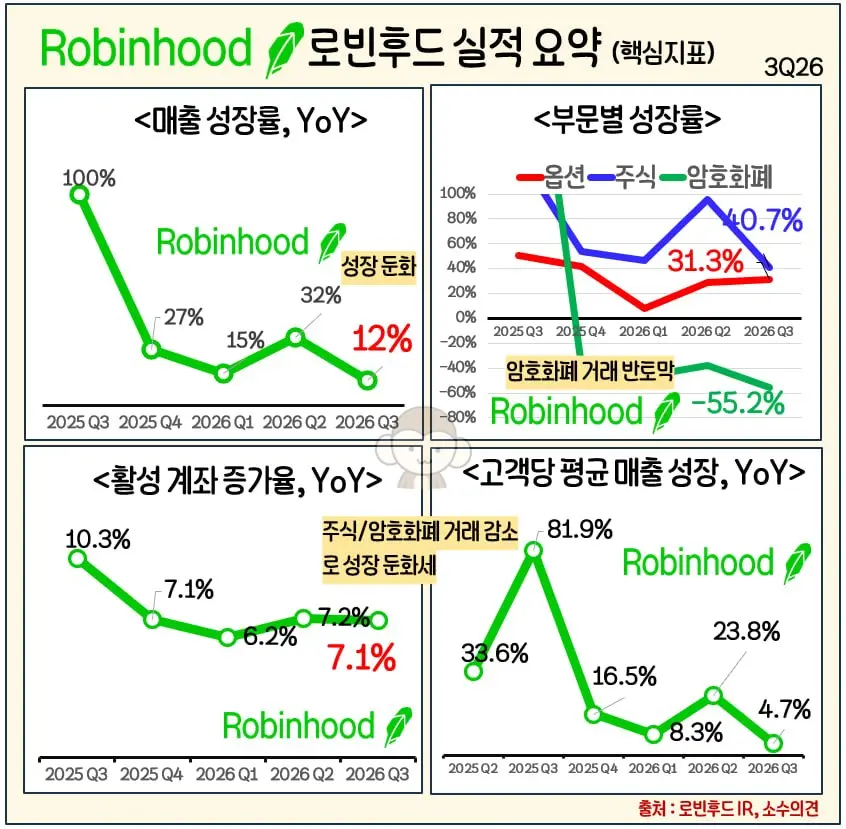 Robinhood 로빈후드 실적 요약 (핵심지표)
3Q26
<매출 성장률, YoY>
100%
Robinhood
성장 둔화
27%
15%
32%
12%
2025 Q3 2025 Q4 2026 Q1 2026 Q2 2026 Q3
<부문별 성장률>
옵션 주식 암호화폐
100%
80%
60%
40%
20%
0%
-20%
-40%
-60%
-80%
40.7%
31.3%
2025 Q3 2025 Q4 2026 Q1 2026 Q2 2026 Q3
암호화폐 거래 반토막
Robinhood
-55.2%
<활성 계좌 증가율, YoY>
10.3%
주식/암호화폐 거래 감소
로 성장 둔화세
7.1%
6.2%
7.2%
7.1%
Robinhood
2025 Q3 2025 Q4 2026 Q1 2026 Q2 2026 Q3
<고객당 평균 매출 성장, YoY>
81.9%
Robinhood
33.6%
16.5%
8.3%
23.8%
4.7%
2025 Q2 2025 Q3 2025 Q4 2026 Q1 2026 Q2 2026 Q3
출처 : 로빈후드 IR, 소수의견